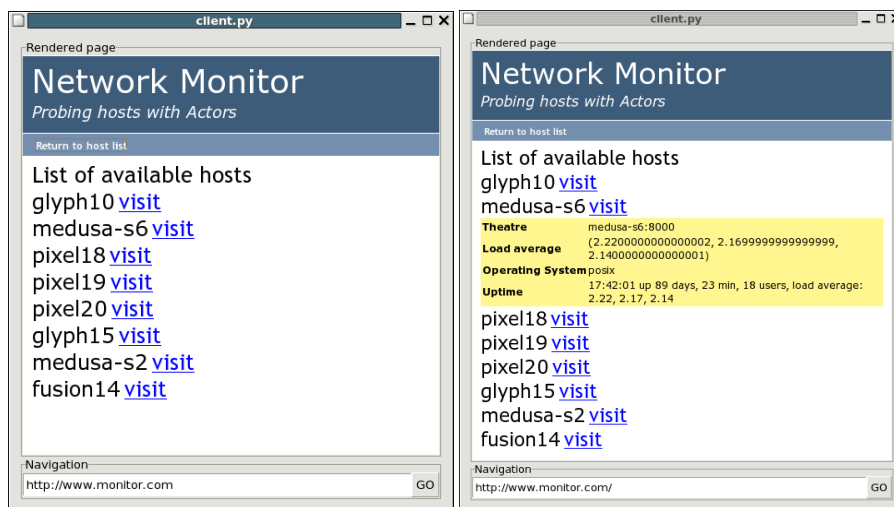 client.py
Rendered page
Network Monitor
Probing hosts with Actors
Return to host list
List of available hosts
glyph10 visit
medusa-s6 visit
pixel18 visit
pixel19 visit
pixel20 visit
glyph15 visit
medusa-s2 visit
fusion14 visit
Navigation
http://www.monitor.com GO
client.py
Rendered page
Network Monitor
Probing hosts with Actors
Return to host list
List of available hosts
glyph10 visit
medusa-s6 visit
Theatre medusa-s6:8000
Load average (2.2200000000000002, 2.1699999999999999,
2.1400000000000001)
Operating System posix
Uptime 17:42:01 up 89 days, 23 min, 18 users, load average:
2.22, 2.17, 2.14
pixel18 visit
pixel19 visit
pixel20 visit
glyph15 visit
medusa-s2 visit
fusion14 visit
Navigation
http://www.monitor.com/ GO